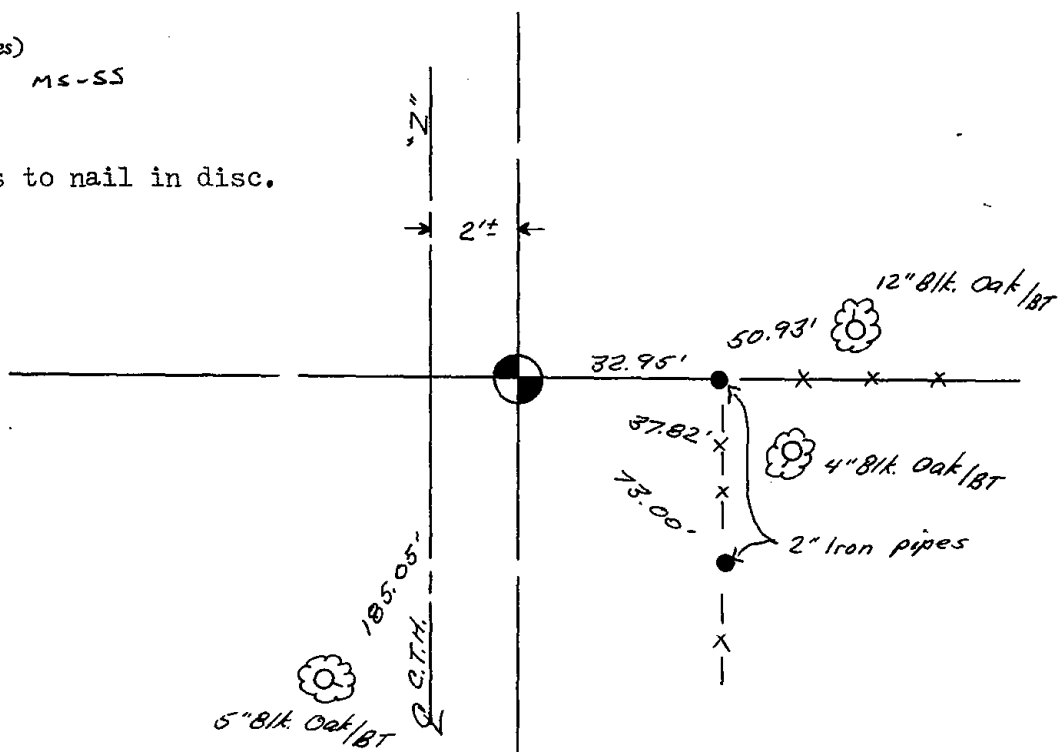 es)
MS-SS
"Z"
s to nail in disc.
2'±
12" Blk. Oak/BT
50.93'
32.95'
37.82'
4" Blk. Oak/BT
73.00'
2" Iron pipes
185.05'
C.T.H.
5" Blk. Oak/BT